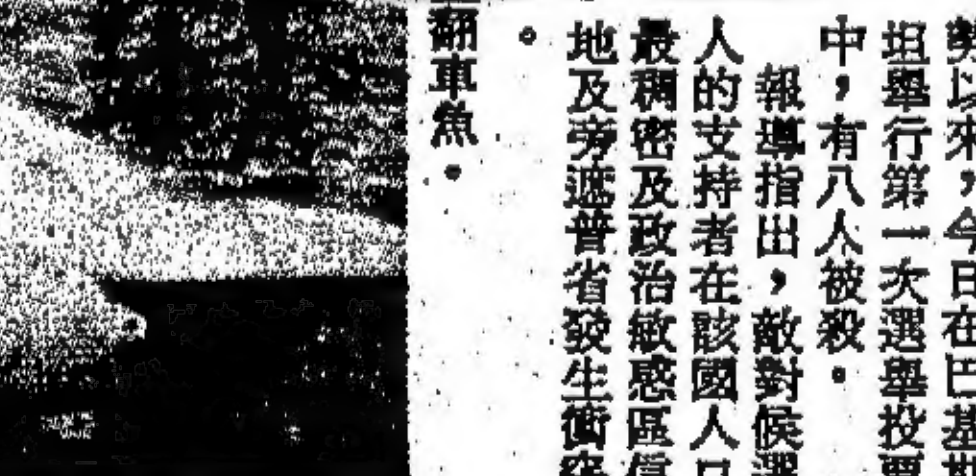 以來，今日在巴基
坦舉行第一次選舉投
中，有八人被殺。
報導指出，敵對候
人的支持者在該國人
最稠密及政治敏感區信
地及旁遮普省發生衝
。
翻車魚。